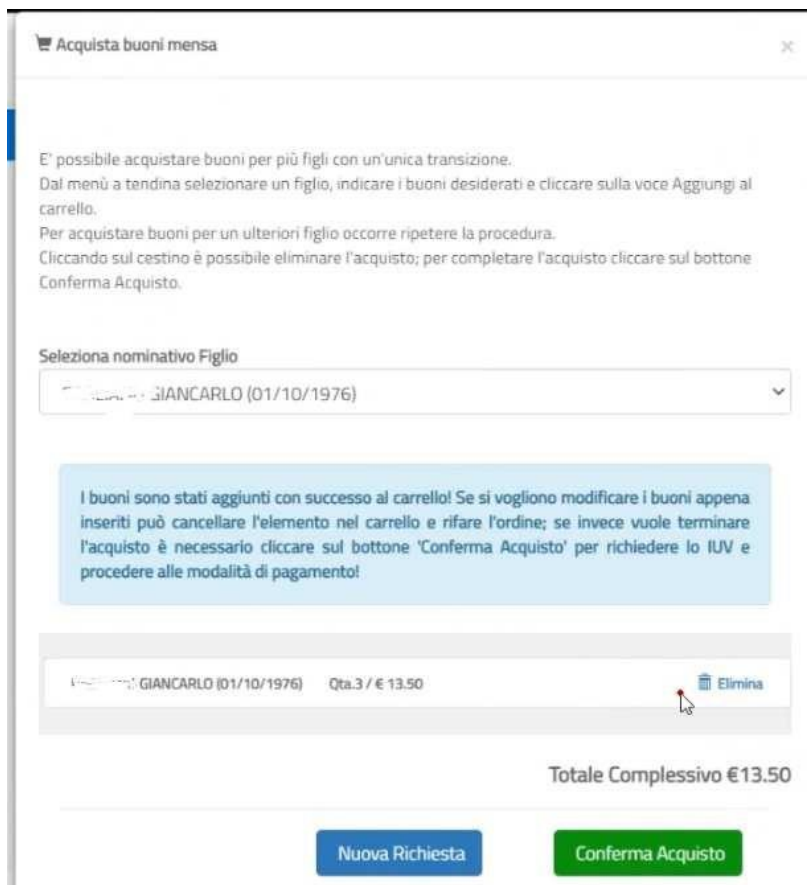 Acquista buoni mensa
E' possibile acquistare buoni per più figli con un'unica transizione.
Dal menù a tendina selezionare un figlio, indicare i buoni desiderati e cliccare sulla voce Aggiungi al
carrello.
Per acquistare buoni per un ulteriori figlio occorre ripetere la procedura.
Cliccando sul cestino è possibile eliminare l'acquisto; per completare l'acquisto cliccare sul bottone
Conferma Acquisto.
Seleziona nominativo Figlio
GIANCARLO (01/10/1976)
I buoni sono stati aggiunti con successo al carrello! Se si vogliono modificare i buoni appena
inseriti può cancellare l'elemento nel carrello e rifare l'ordine; se invece vuole terminare
l'acquisto è necessario cliccare sul bottone 'Conferma Acquisto' per richiedere lo IUV e
procedere alle modalità di pagamento!
GIANCARLO (01/10/1976) Qta.3 / € 13.50 Elimina
Totale Complessivo €13.50
Nuova Richiesta Conferma Acquisto